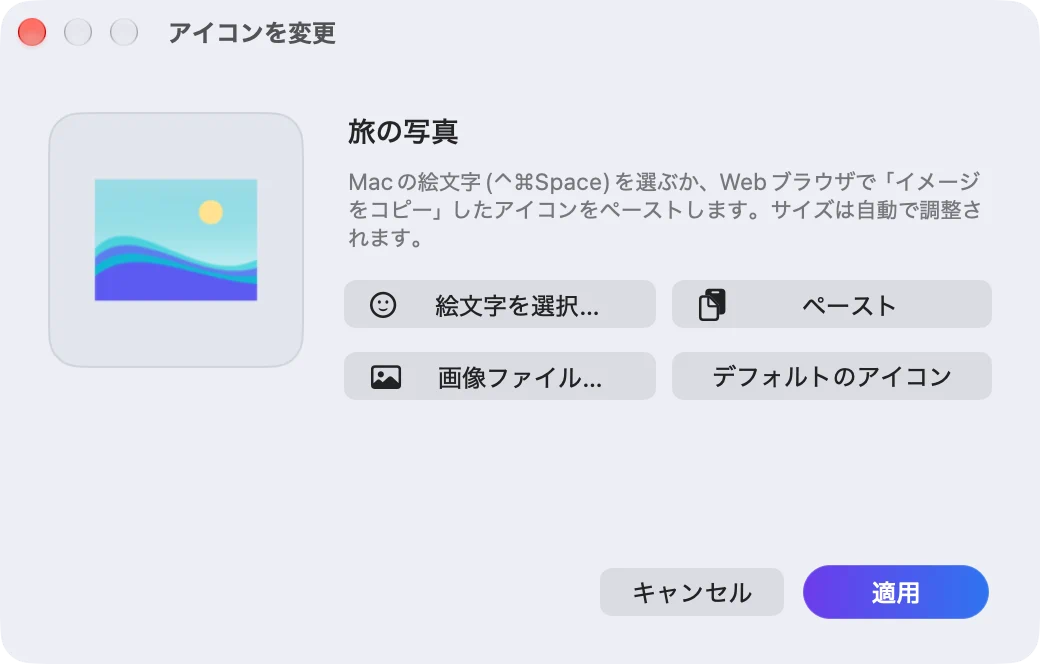 アイコンを変更
旅の写真
Macの絵文字(^⌘Space)を選ぶか、Webブラウザで「イメージ
をコピー」したアイコンをペーストします。サイズは自動で調整さ
れます。
絵文字を選択...
ペースト
画像ファイル...
デフォルトのアイコン
キャンセル
適用